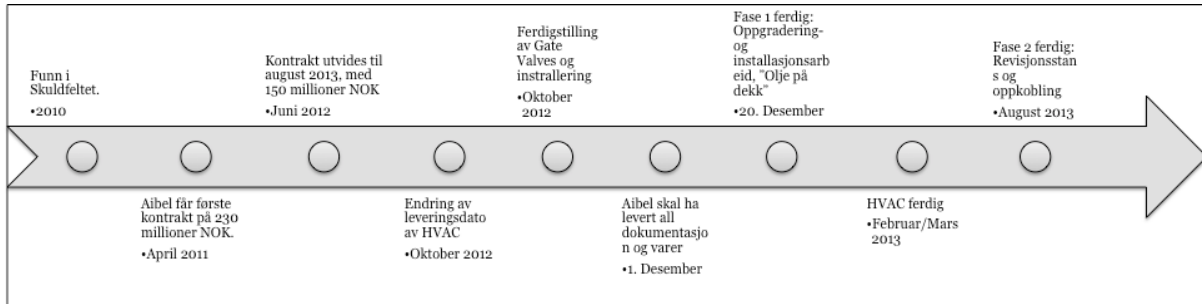 Funn i
Skuldfeltet.
•2010
Aibel får første
kontrakt på 230
millioner NOK.
•April 2011
Kontrakt utvides til
august 2013, med
150 millioner NOK
•Juni 2012
Endring av
leveringsdato
av HVAC
•Oktober 2012
Ferdigstilling
av Gate
Valves og
instrallering
•Oktober
2012
Aibel skal ha
levert all
dokumentasjo
n og varer
•1. Desember
Fase 1 ferdig:
Oppgradering-
og
installasjonsarb
eid, "Olje på
dekk"
•20. Desember
HVAC ferdig
•Februar/Mars
2013
Fase 2 ferdig:
Revisjonsstan
s og
oppkobling
•August 2013